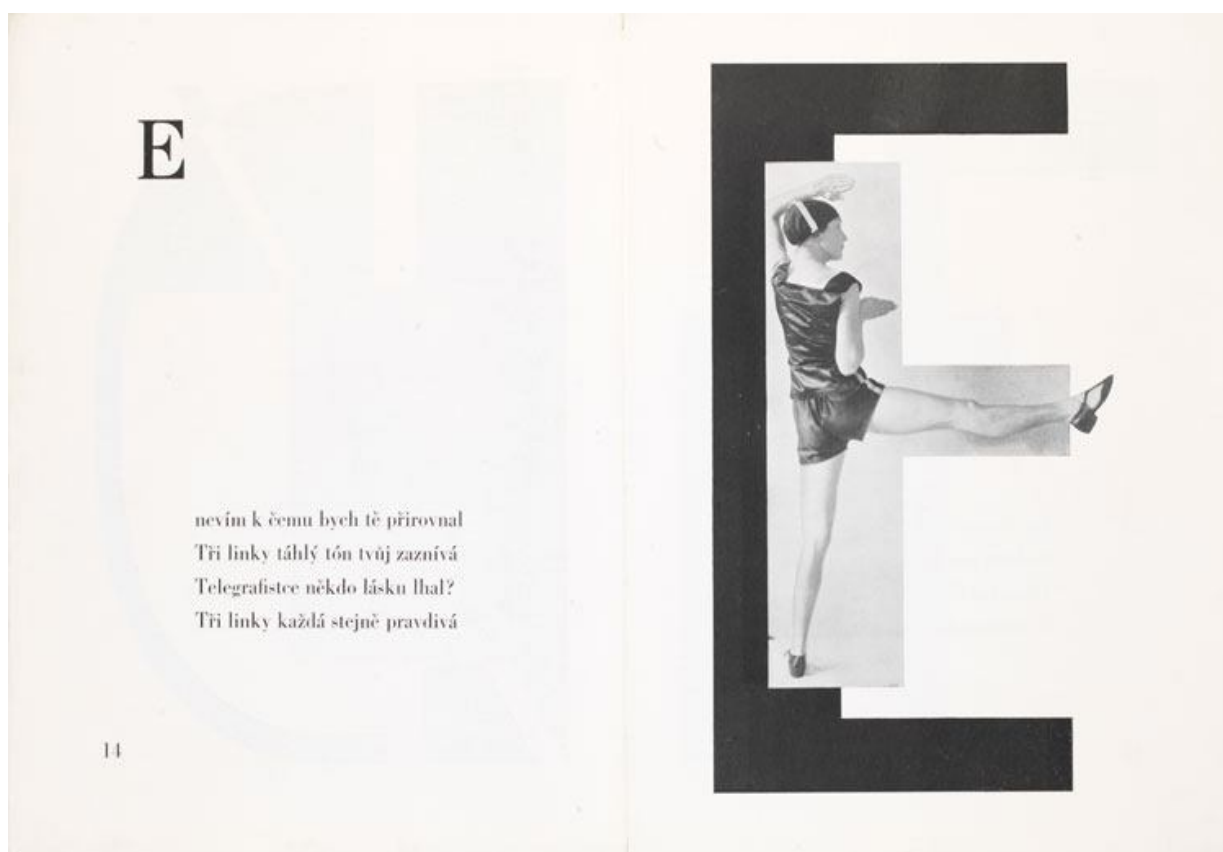 E
nevím k čemu bych tě přirovnal
Tři linky táhlý tón tvůj zaznívá
Telegrafistce někdo lásku lhal?
Tři linky každá stejně pravdivá
14
E